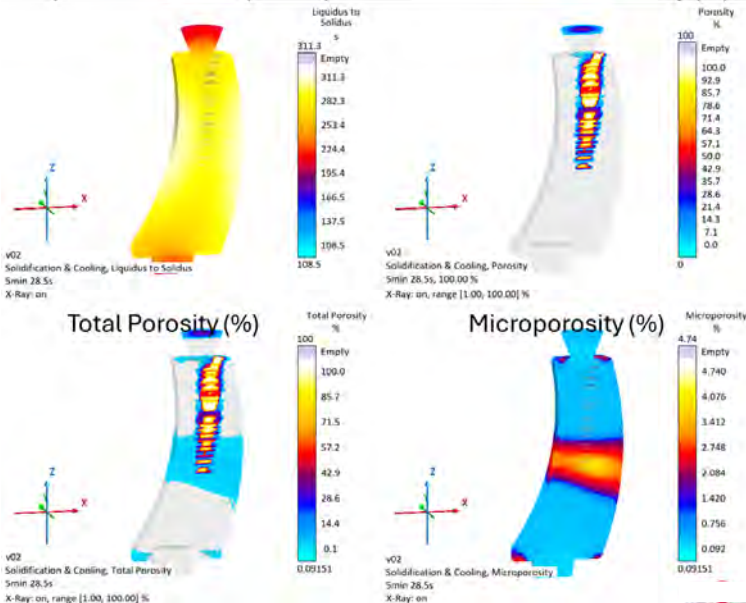 Liquidus to
Solidus
s
311.3
Empty
311.3
282.3
253.4
224.4
195.4
166.5
137.5
108.5
108.5
Z
X
v02
Solidification & Cooling, Liquidus to Solidus
5min 28.5s
X-Ray: on
Porosity
%
100
Empty
100.0
92.9
85.7
78.6
71.4
64.3
57.1
50.0
42.9
35.7
28.6
21.4
14.3
7.1
0.0
0
Z
X
v02
Solidification & Cooling, Porosity
5min 28.5s, 100.00 %
X-Ray: on, range [1.00, 100.00] %
Total Porosity (%)
Total Porosity
%
100
Empty
100.0
85.7
71.5
57.2
42.9
28.6
14.4
0.1
0.09151
Z
X
v02
Solidification & Cooling, Total Porosity
5min 28.5s
X-Ray: on, range [1.00, 100.00] %
Microporosity (%)
Microporosity
%
4.74
Empty
4.740
4.076
3.412
2.748
2.084
1.420
0.756
0.092
0.09151
Z
X
v02
Solidification & Cooling, Microporosity
5min 28.5s
X-Ray: on